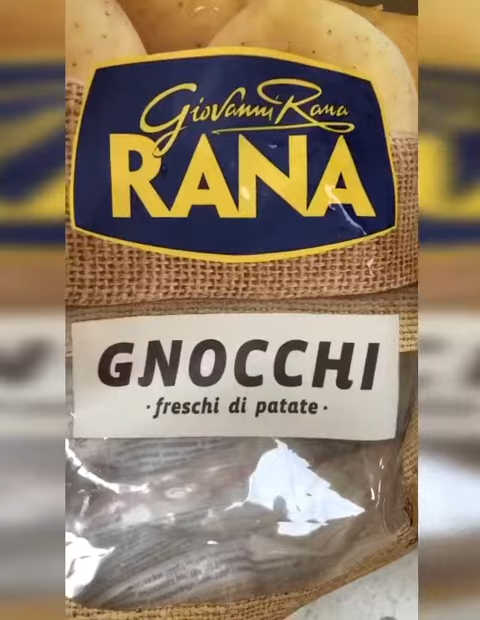 Giovanni Rana
RANA
GNOCCHI
·freschi di patate·